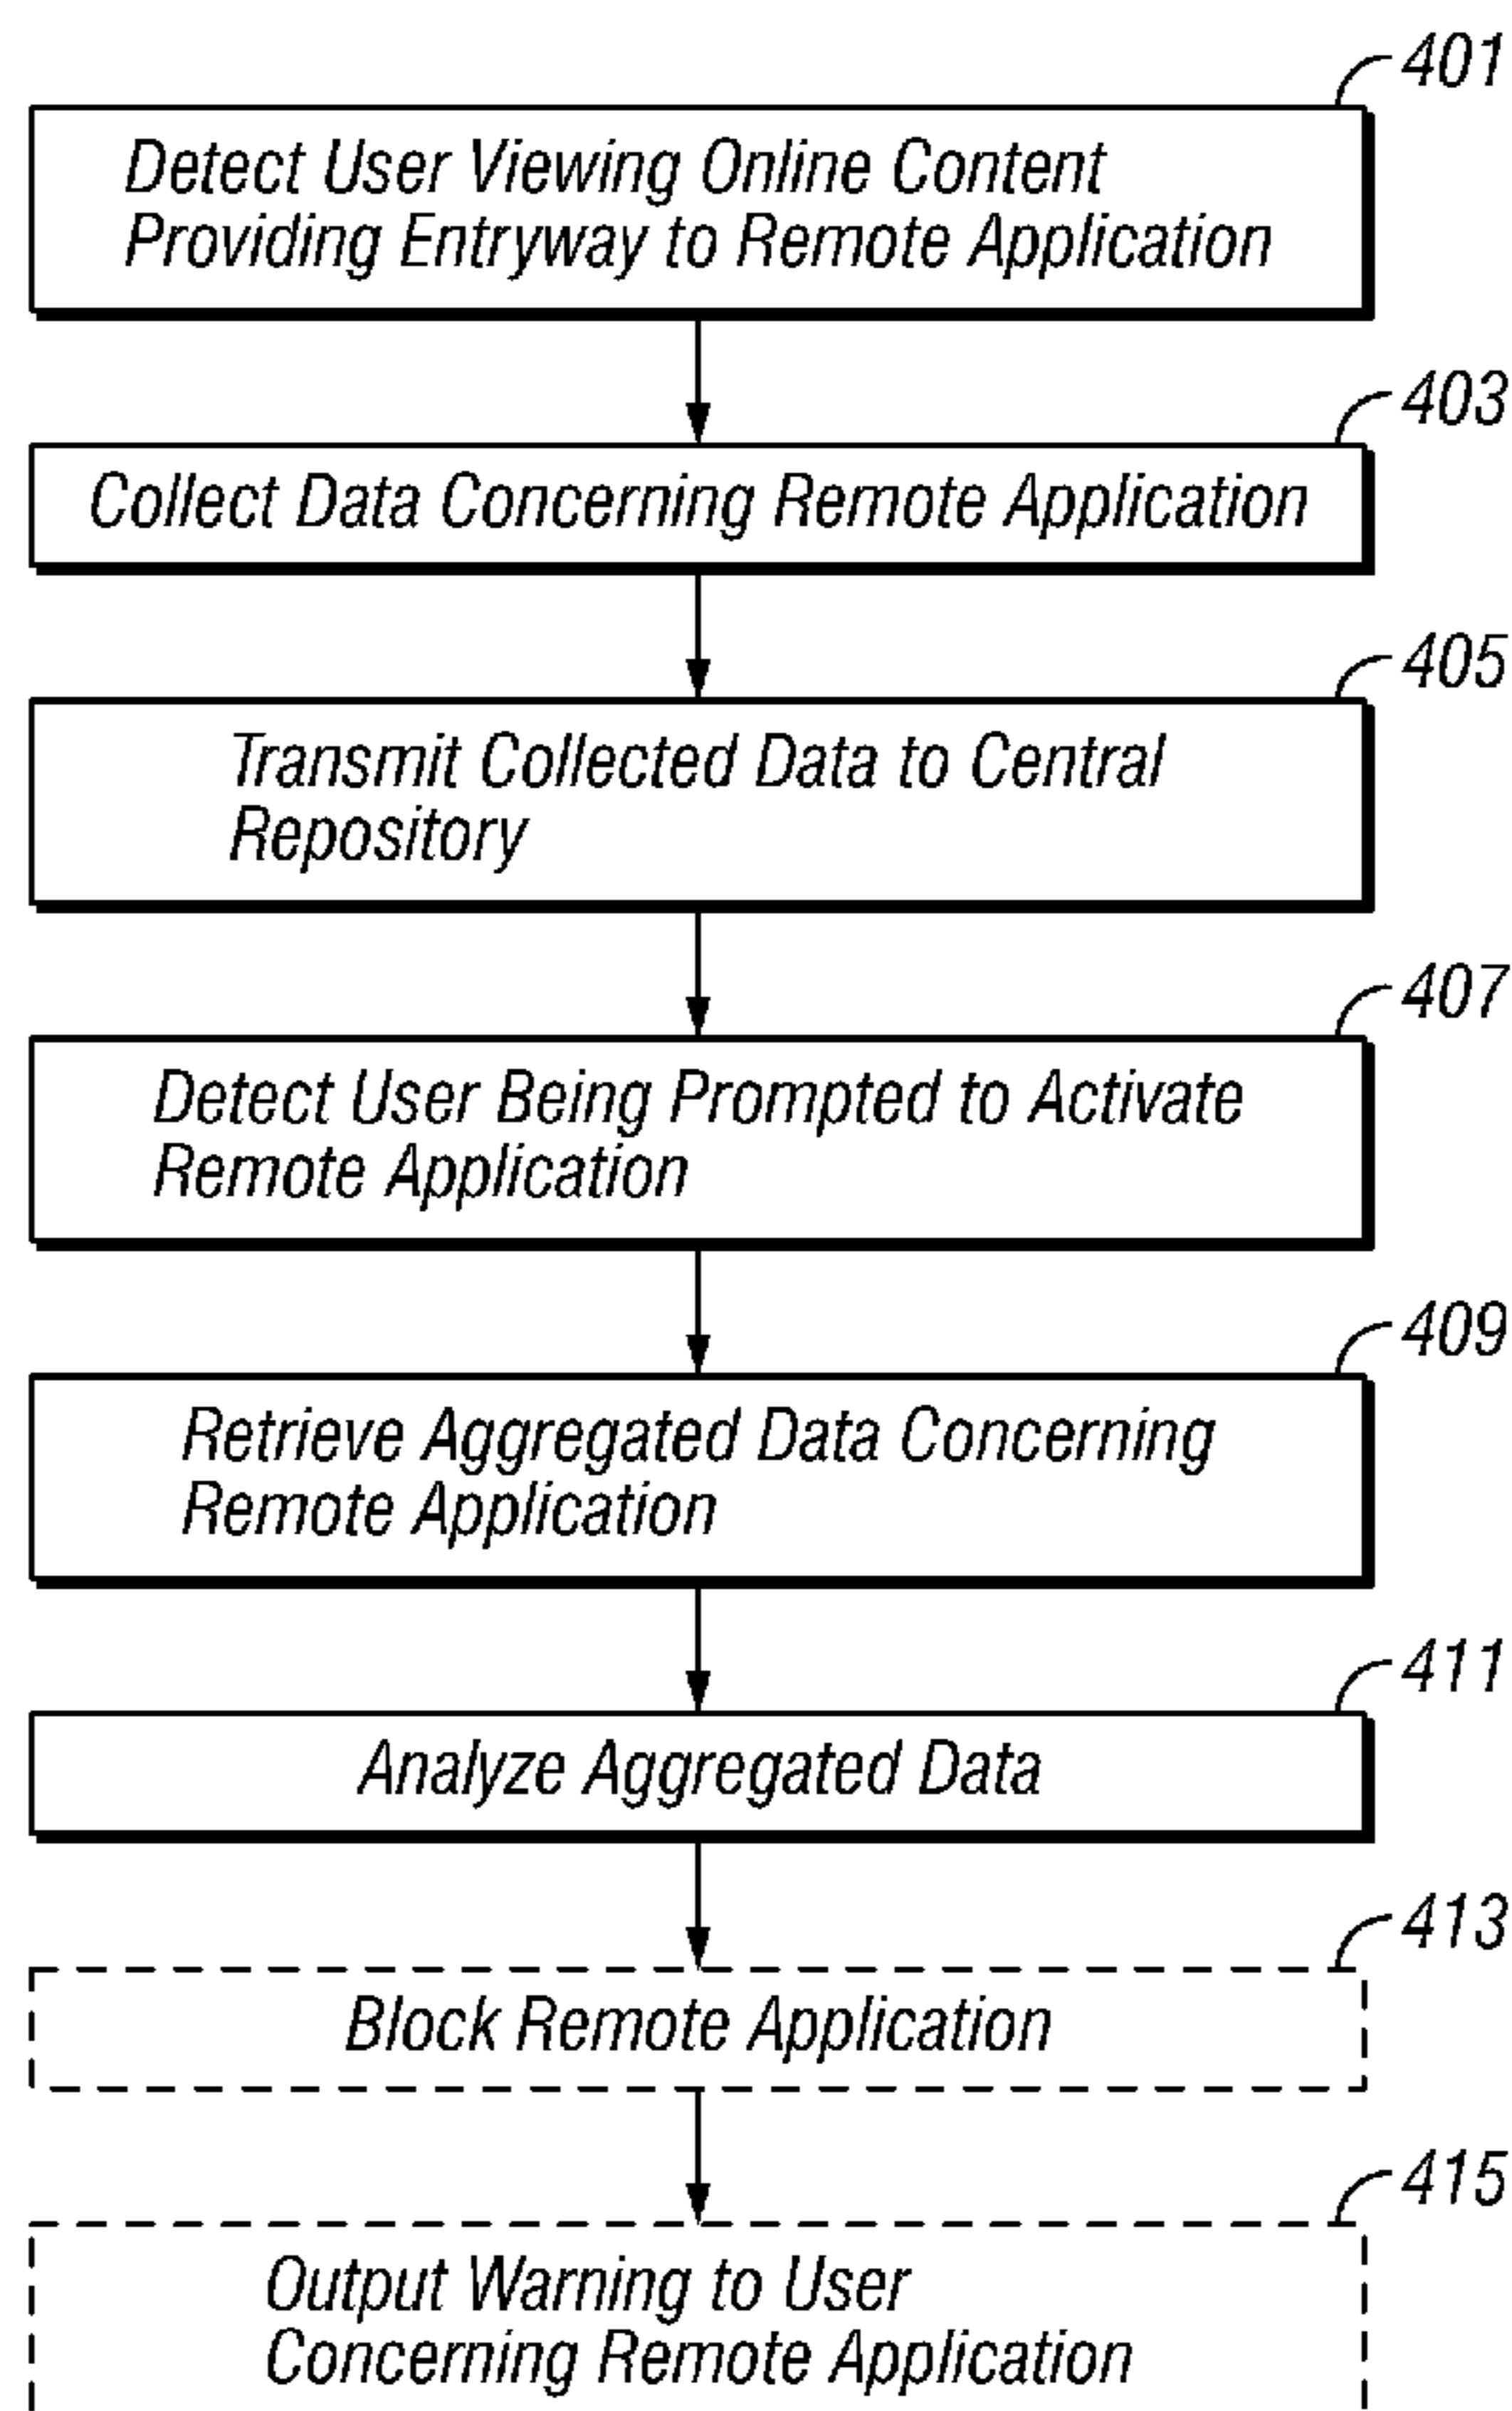 401
Detect User Viewing Online Content
Providing Entryway to Remote Application
403
Collect Data Concerning Remote Application
405
Transmit Collected Data to Central
Repository
407
Detect User Being Prompted to Activate
Remote Application
409
Retrieve Aggregated Data Concerning
Remote Application
411
Analyze Aggregated Data
413
Block Remote Application
415
Output Warning to User
Concerning Remote Application